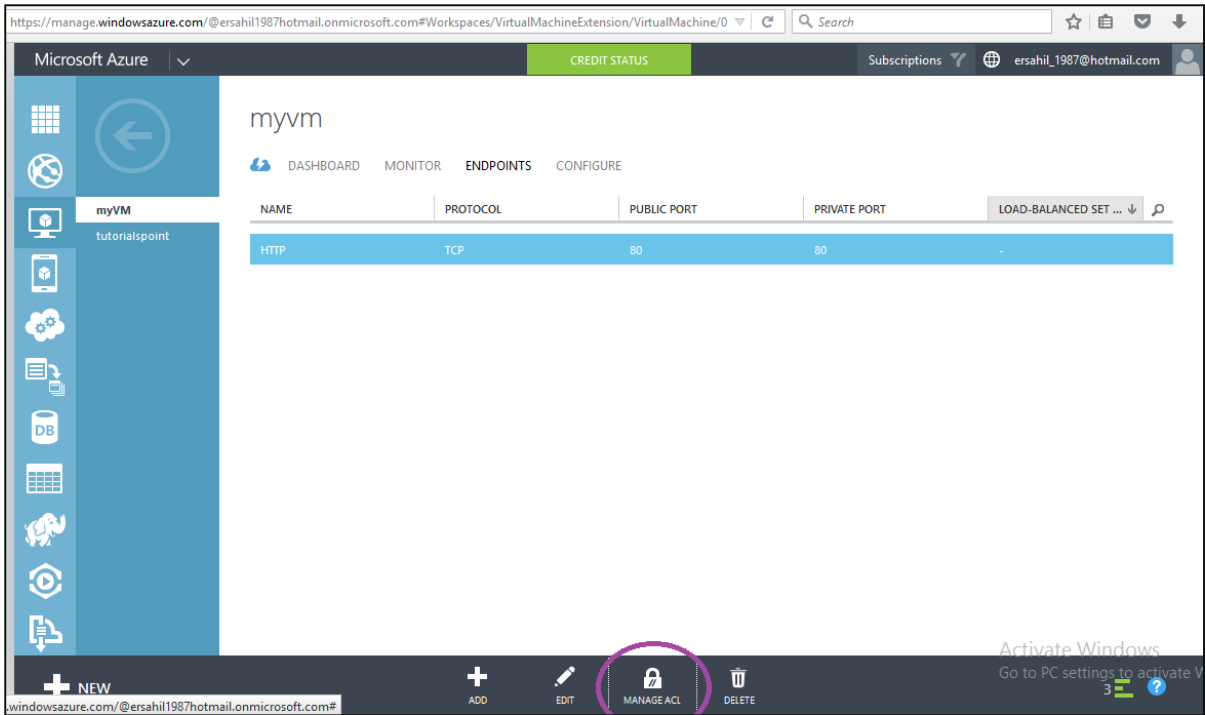 https://manage.windowsazure.com/@ersahil1987hotmail.onmicrosoft.com#Workspaces/VirtualMachineExtension/VirtualMachine/0 Search
Microsoft Azure CREDIT STATUS Subscriptions ersahil_1987@hotmail.com
myvm
DASHBOARD MONITOR ENDPOINTS CONFIGURE
myVM
tutorialspoint
NAME PROTOCOL PUBLIC PORT PRIVATE PORT LOAD-BALANCED SET ...
HTTP TCP 80 80 -
DB
Activate Windows
Go to PC settings to activate W
NEW ADD EDIT MANAGE ACL DELETE 3 ?
.windowsazure.com/@ersahil1987hotmail.onmicrosoft.com#